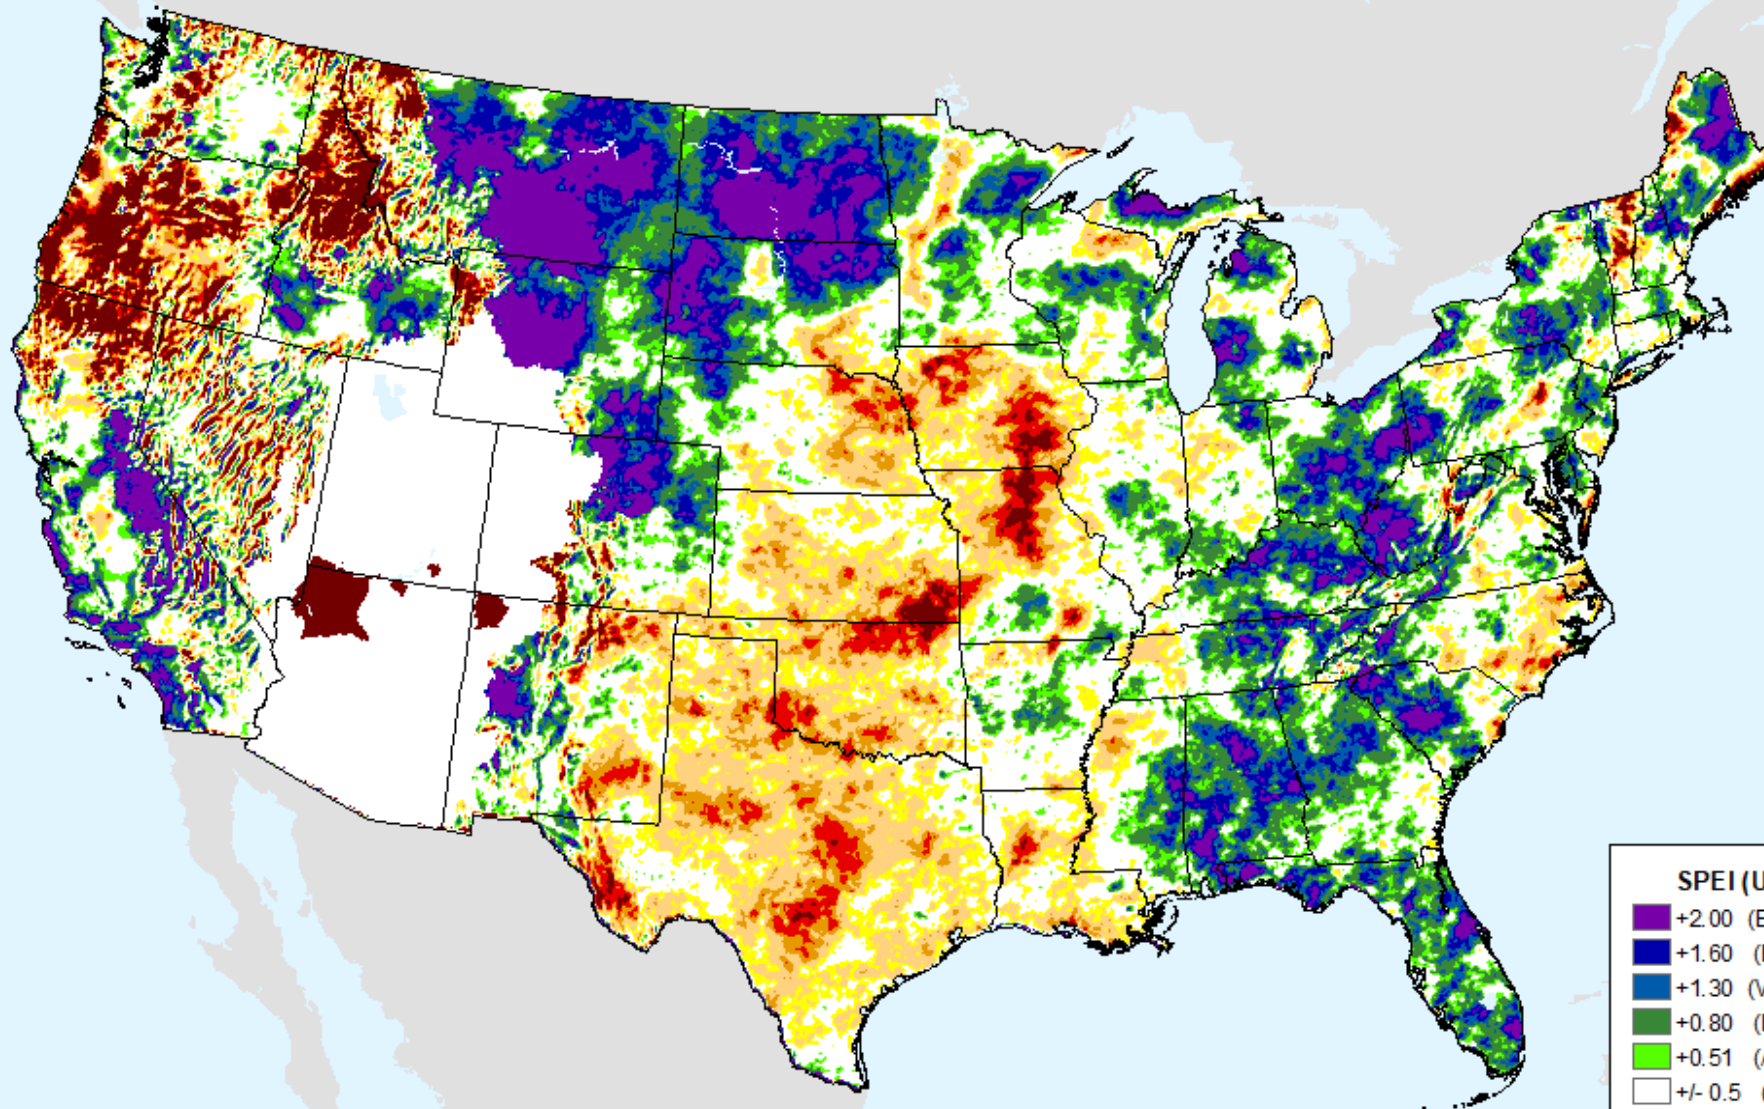 SPEI (U
+2.00 (E
+1.60 (
+1.30 (V
+0.80 (
+0.51 (
+/- 0.5 (